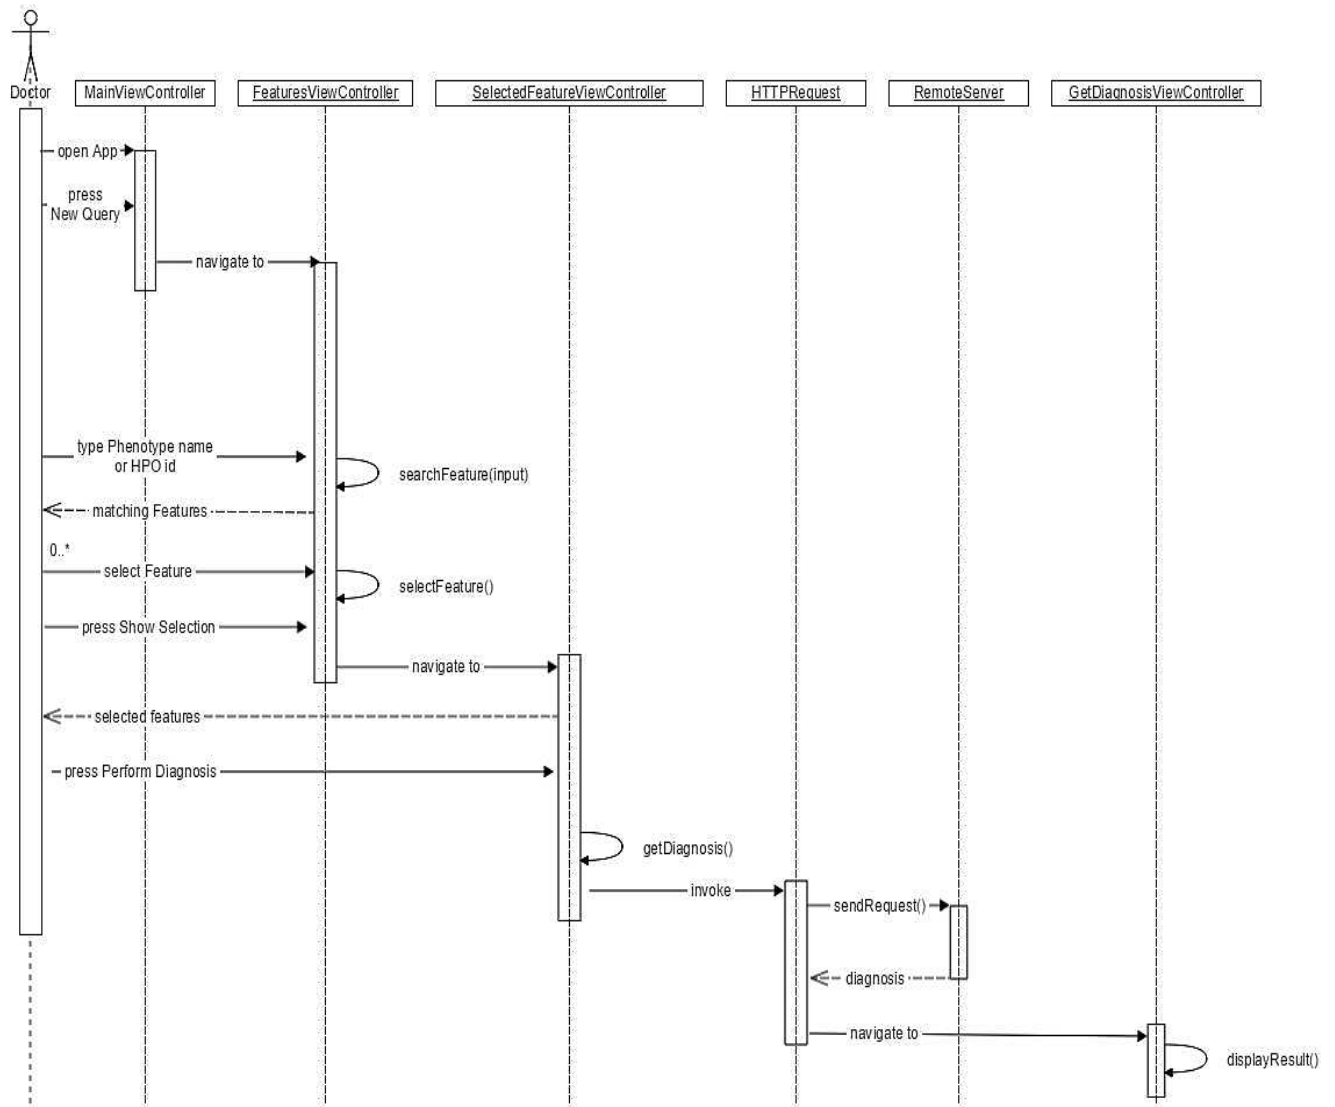 Doctor
MainViewController
FeaturesViewController
SelectedFeatureViewController
HTTPRequest
RemoteServer
GetDiagnosisViewController
open App
press
New Query
navigate to
type Phenotype name
or HPO id
searchFeature(input)
matching Features
0..*
select Feature
selectFeature()
press Show Selection
navigate to
selected features
press Perform Diagnosis
getDiagnosis()
invoke
sendRequest()
diagnosis
navigate to
displayResult()